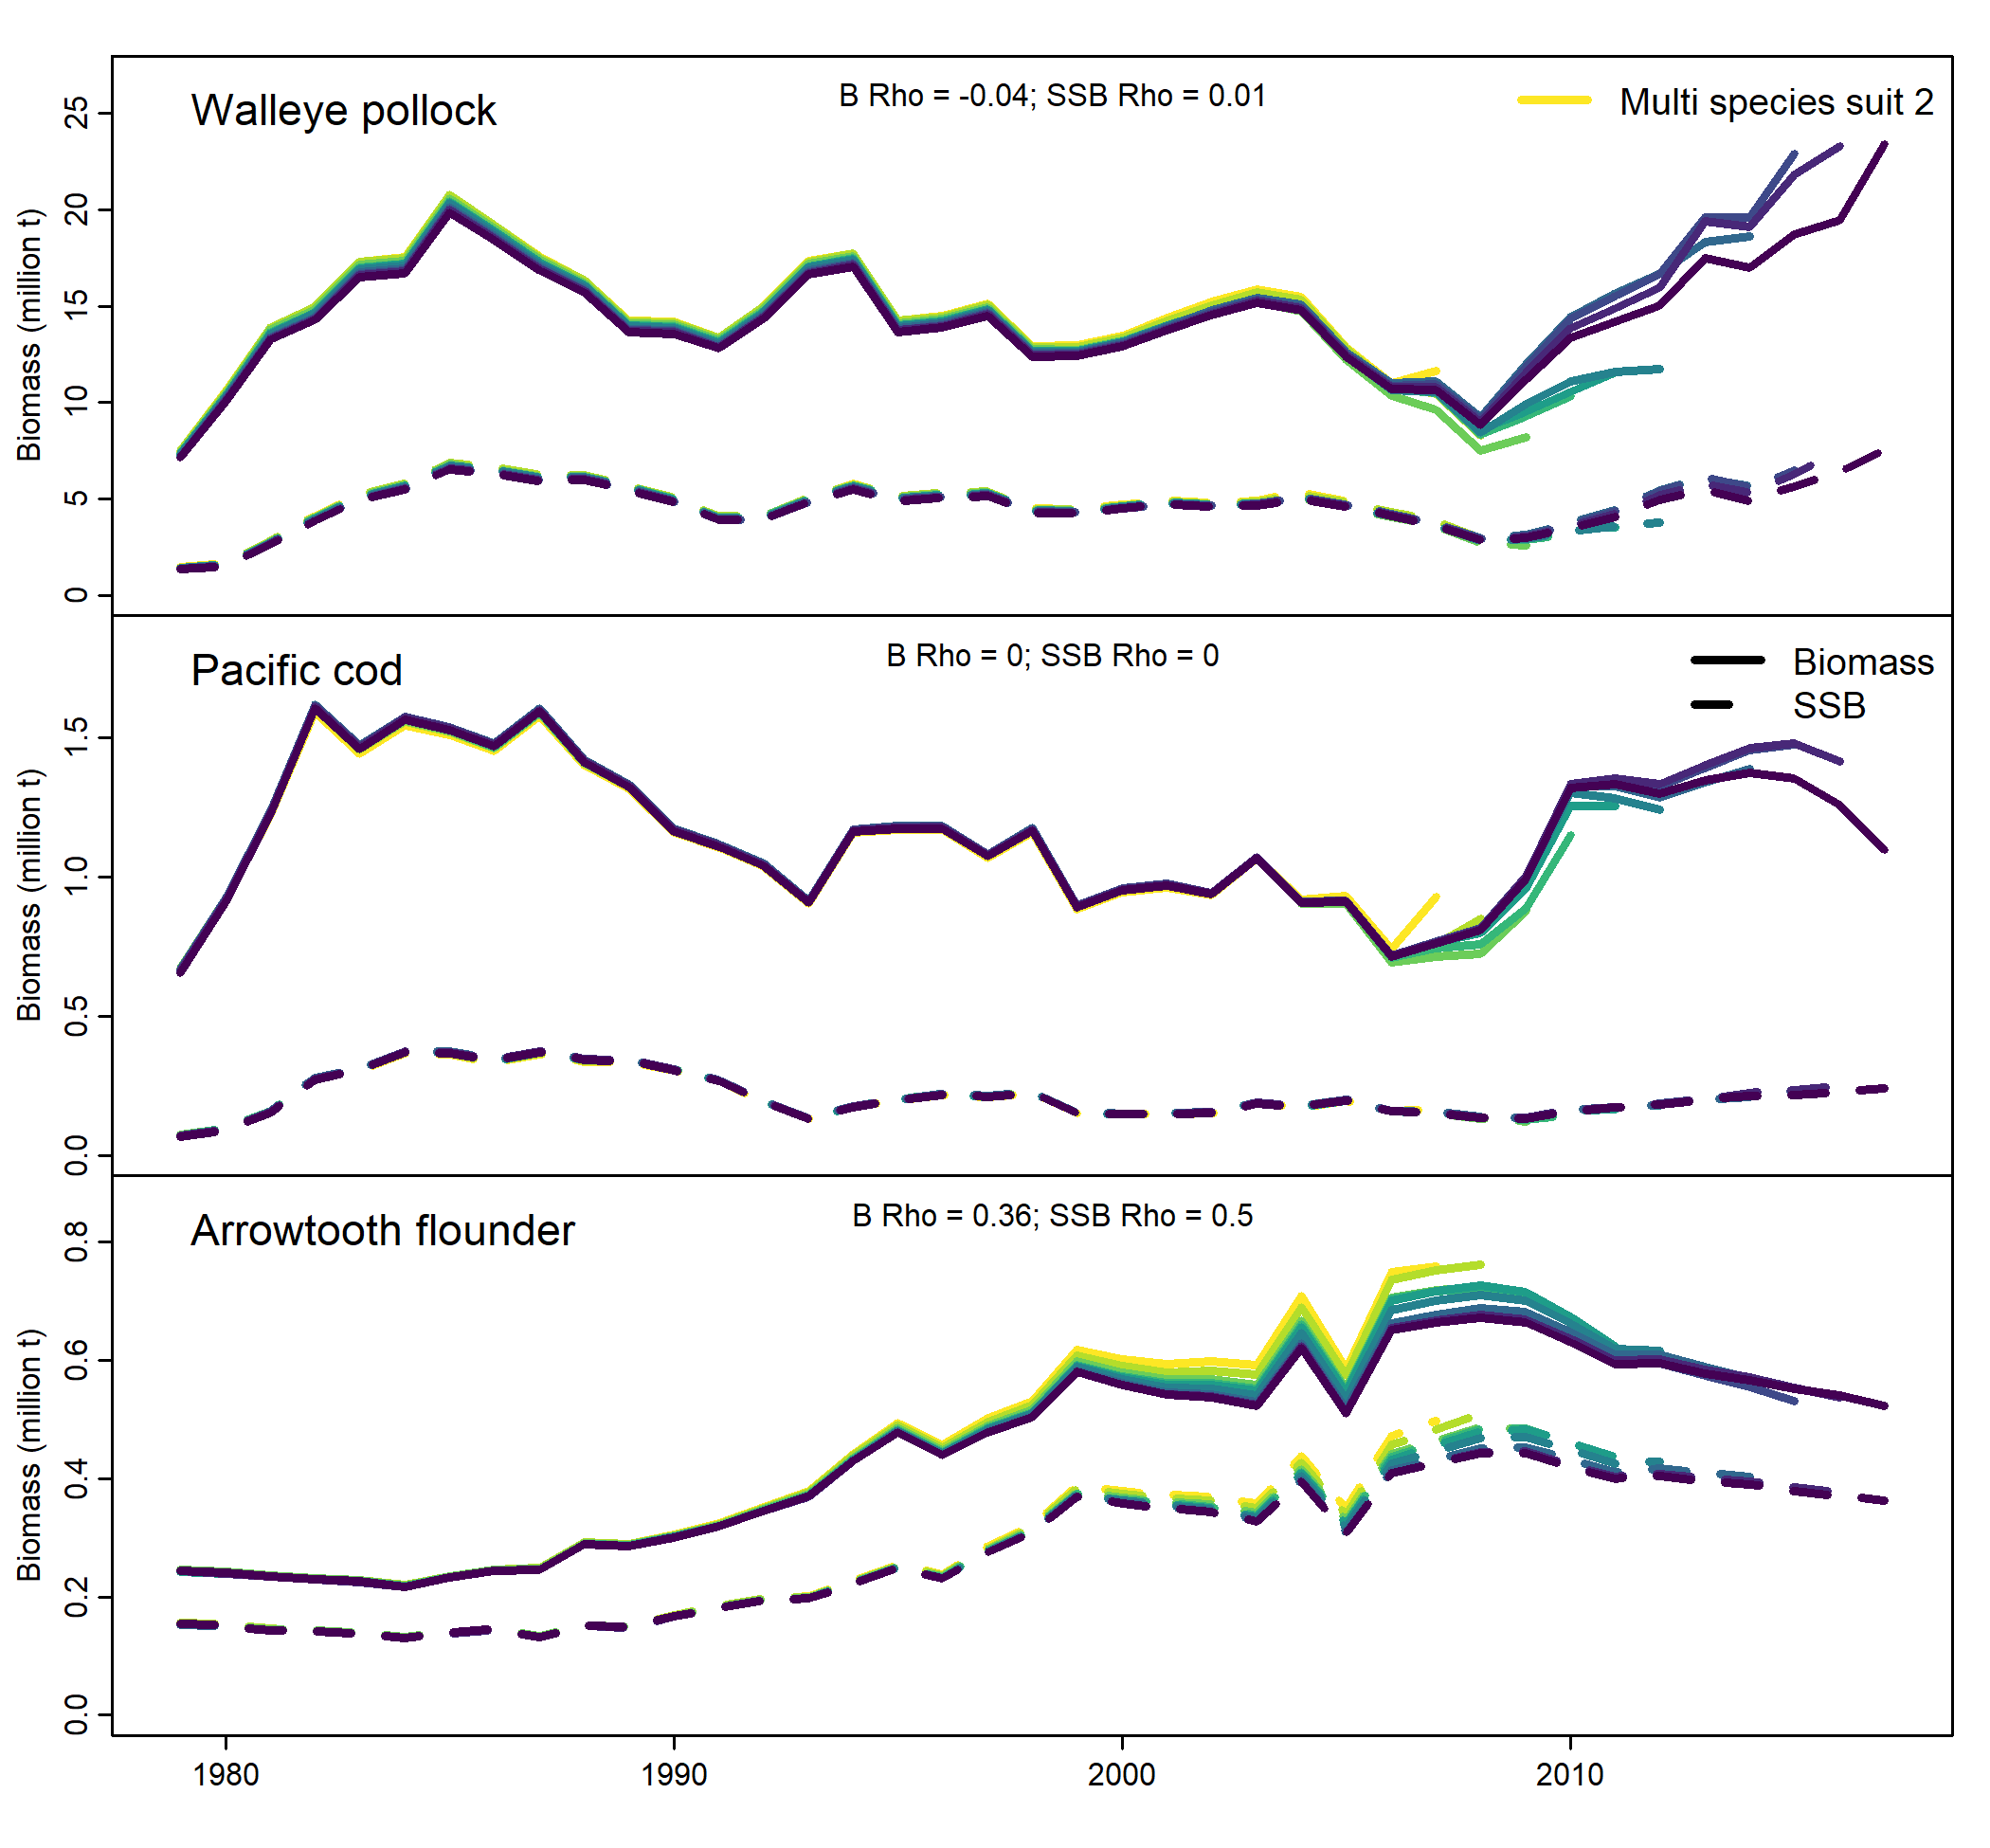 Walleye pollock
B Rho = -0.04; SSB Rho = 0.01
Multi species suit 2
Biomass (million t)
25
20
15
10
5
0
Pacific cod
B Rho = 0; SSB Rho = 0
Biomass
SSB
Biomass (million t)
1.5
1.0
0.5
0.0
Arrowtooth flounder
B Rho = 0.36; SSB Rho = 0.5
Biomass (million t)
0.8
0.6
0.4
0.2
0.0
1980 1990 2000 2010